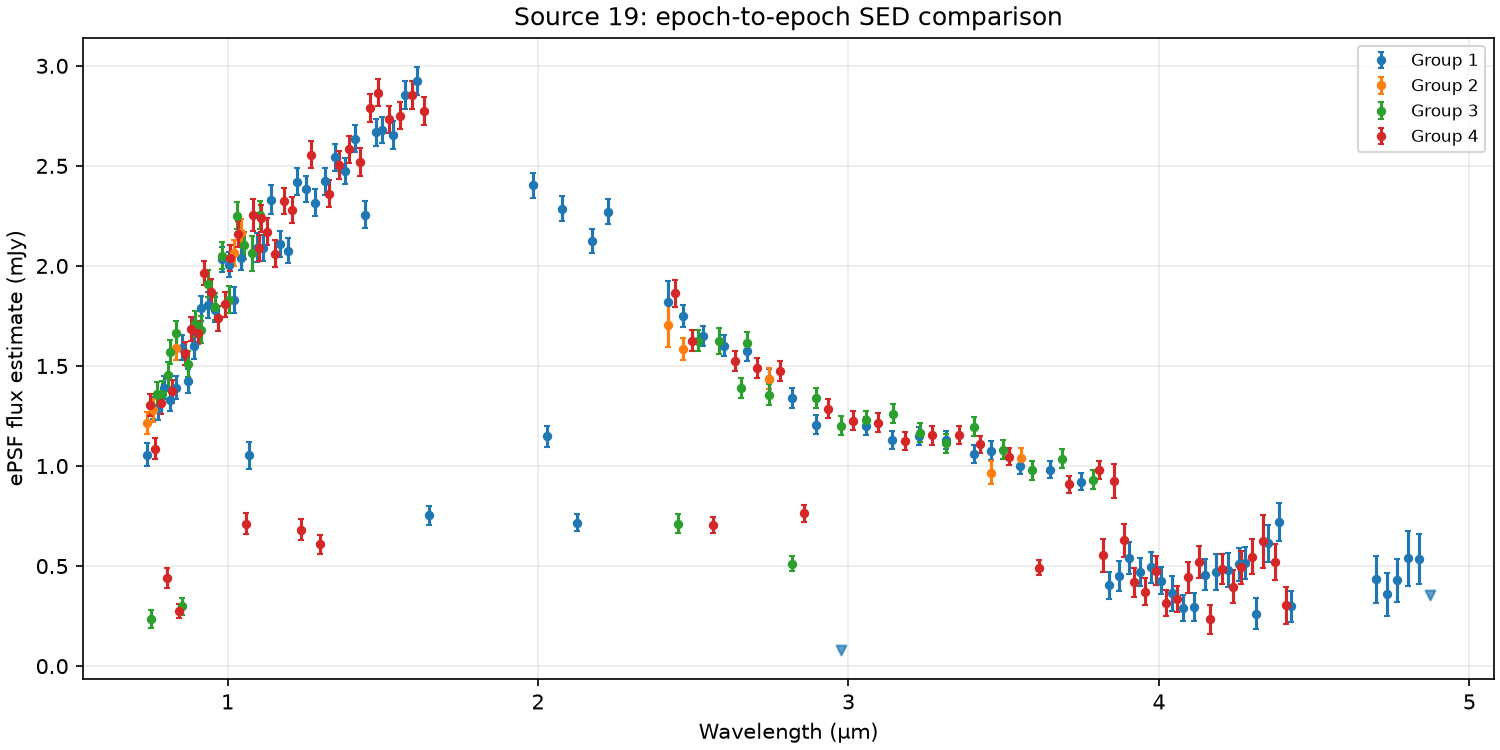 Source 19: epoch-to-epoch SED comparison
ePSF flux estimate (mJy)
3.0
2.5
2.0
1.5
1.0
0.5
0.0
Group 1
Group 2
Group 3
Group 4
1 2 3 4 5
Wavelength (μm)